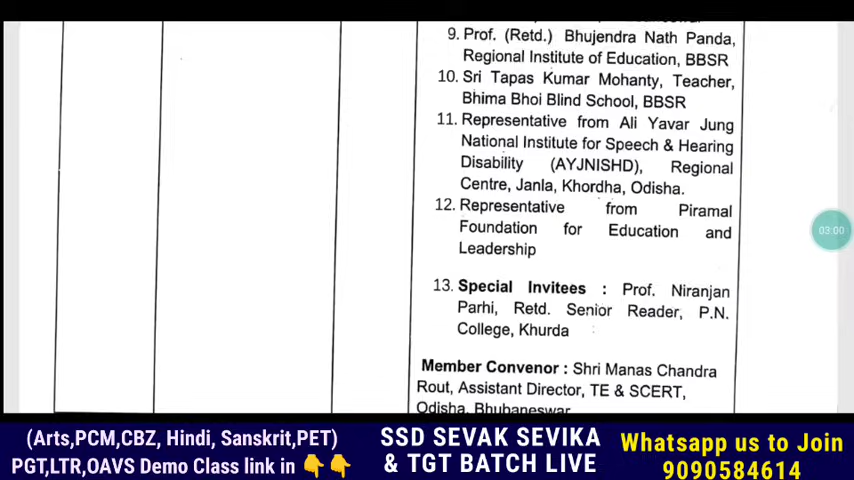 9. Prof. (Retd.) Bhujendra Nath Panda,
Regional Institute of Education, BBSR
10. Sri Tapas Kumar Mohanty, Teacher,
Bhima Bhoi Blind School, BBSR
11. Representative from Ali Yavar Jung
National Institute for Speech & Hearing
Disability (AYJNISHD), Regional
Centre, Janla, Khordha, Odisha.
12. Representative from Piramal
Foundation for Education and
Leadership
13. Special Invitees : Prof. Niranjan
Parhi, Retd. Senior Reader, P.N.
College, Khurda
Member Convenor : Shri Manas Chandra
Rout, Assistant Director, TE & SCERT,
Odisha, Bhubaneswar
03:00
(Arts,PCM,CBZ, Hindi, Sanskrit,PET)
PGT,LTR,OAVS Demo Class link in 👇👇
SSD SEVAK SEVIKA
& TGT BATCH LIVE
Whatsapp us to Join
9090584614